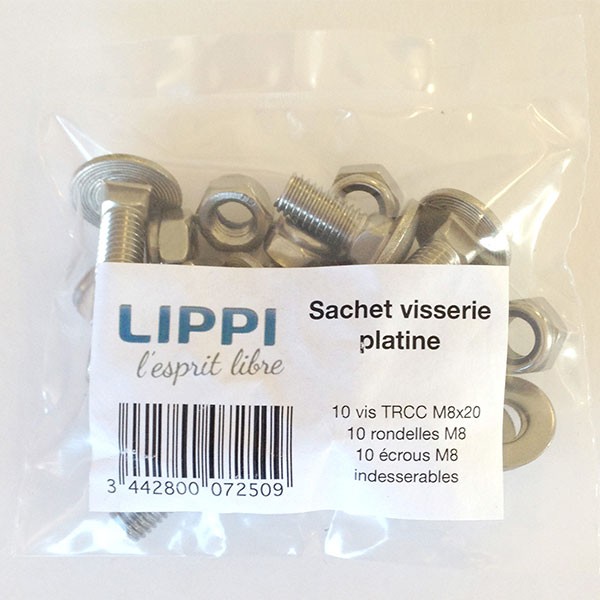 LIPPI
l'esprit libre
Sachet visserie
platine
10 vis TRCC M8x20
10 rondelles M8
10 écrous M8
indesserables
3 442800 072509